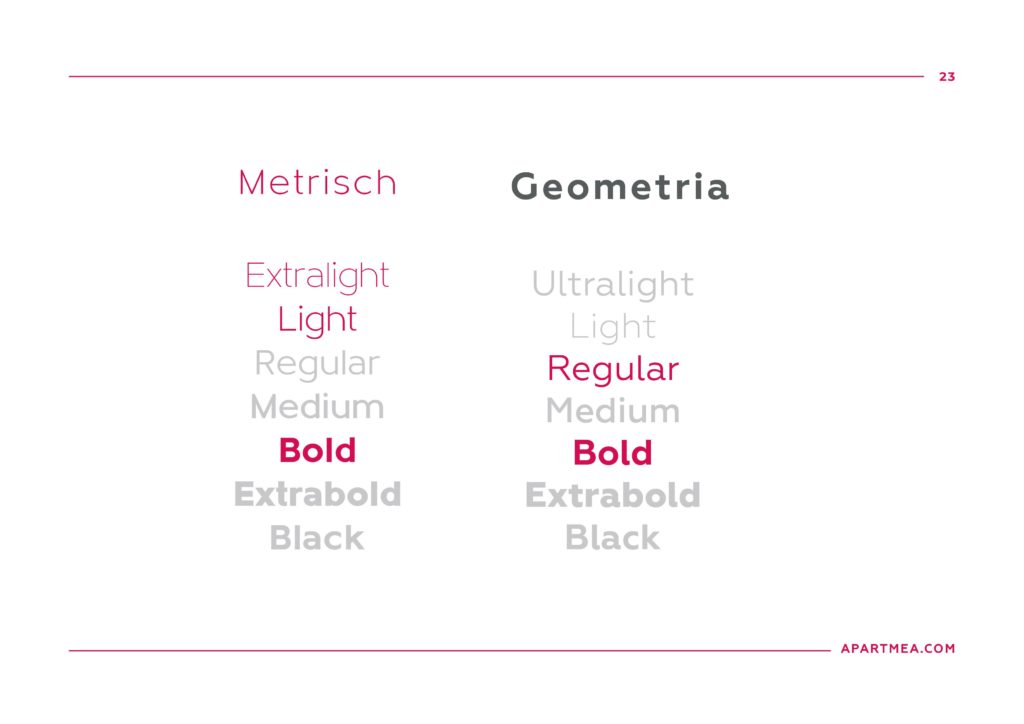 23
Metrisch
Extralight
Light
Regular
Medium
Bold
Extrabold
Black
Geometria
Ultralight
Light
Regular
Medium
Bold
Extrabold
Black
APARTMEA.COM